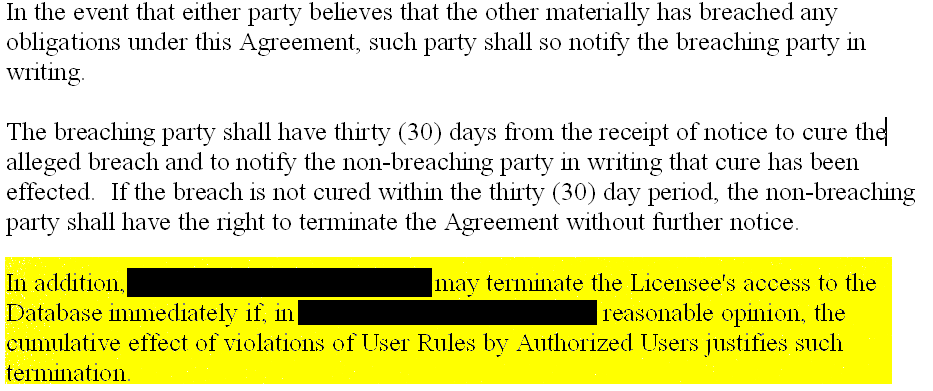 In the event that either party believes that the other materially has breached any
obligations under this Agreement, such party shall so notify the breaching party in
writing.
The breaching party shall have thirty (30) days from the receipt of notice to cure the
alleged breach and to notify the non-breaching party in writing that cure has been
effected.  If the breach is not cured within the thirty (30) day period, the non-breaching
party shall have the right to terminate the Agreement without further notice.
In addition, may terminate the Licensee's access to the
Database immediately if, in reasonable opinion, the
cumulative effect of violations of User Rules by Authorized Users justifies such
termination.